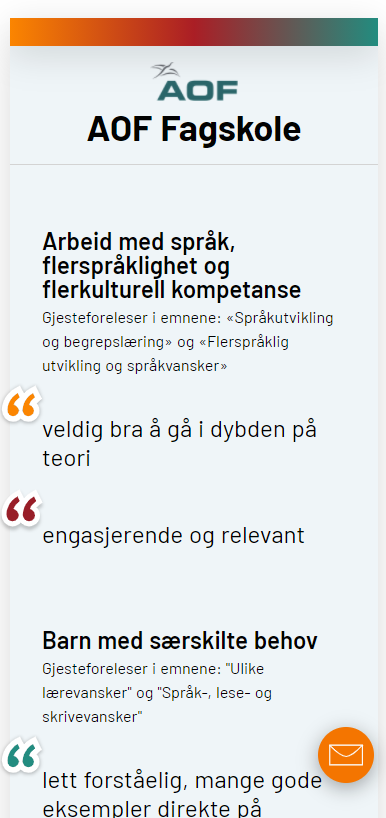 AOF
AOF Fagskole
Arbeid med språk,
flerspråklighet og
flerkulturell kompetanse
Gjesteforeleser i emnene: «Språkutvikling
og begrepslæring» og «Flerspråklig
utvikling og språkvansker»
“
veldig bra å gå i dybden på
teori
“
engasjerende og relevant
Barn med særskilte behov
Gjesteforeleser i emnene: "Ulike
lærevansker" og "Språk-, lese- og
skrivevansker"
“
lett forståelig, mange gode
eksempler direkte på